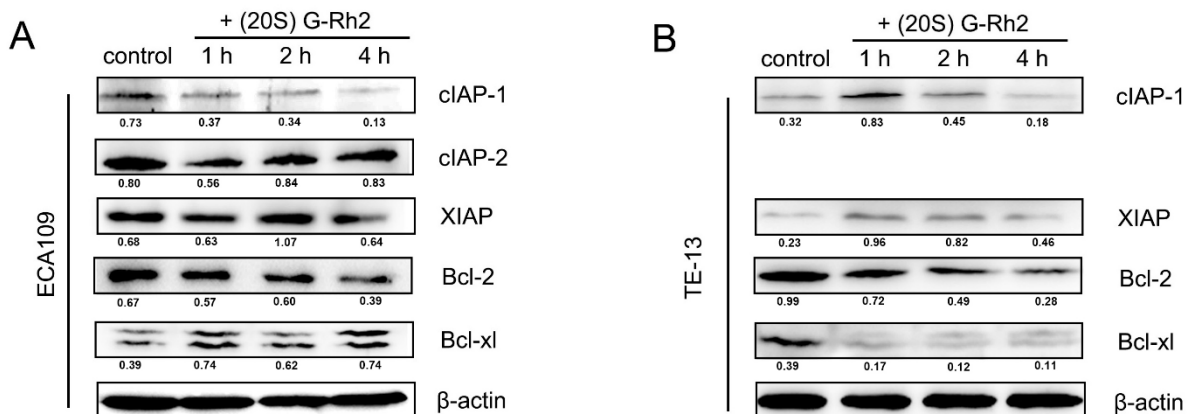 A
+ (20S) G-Rh2
control 1 h 2 h 4 h
ECA109
cIAP-1
0.73 0.37 0.34 0.13
cIAP-2
0.80 0.56 0.84 0.83
XIAP
0.68 0.63 1.07 0.64
Bcl-2
0.67 0.57 0.60 0.39
Bcl-xl
0.39 0.74 0.62 0.74
β-actin
B
+ (20S) G-Rh2
control 1 h 2 h 4 h
TE-13
cIAP-1
0.32 0.83 0.45 0.18
XIAP
0.23 0.96 0.82 0.46
Bcl-2
0.99 0.72 0.49 0.28
Bcl-xl
0.39 0.17 0.12 0.11
β-actin